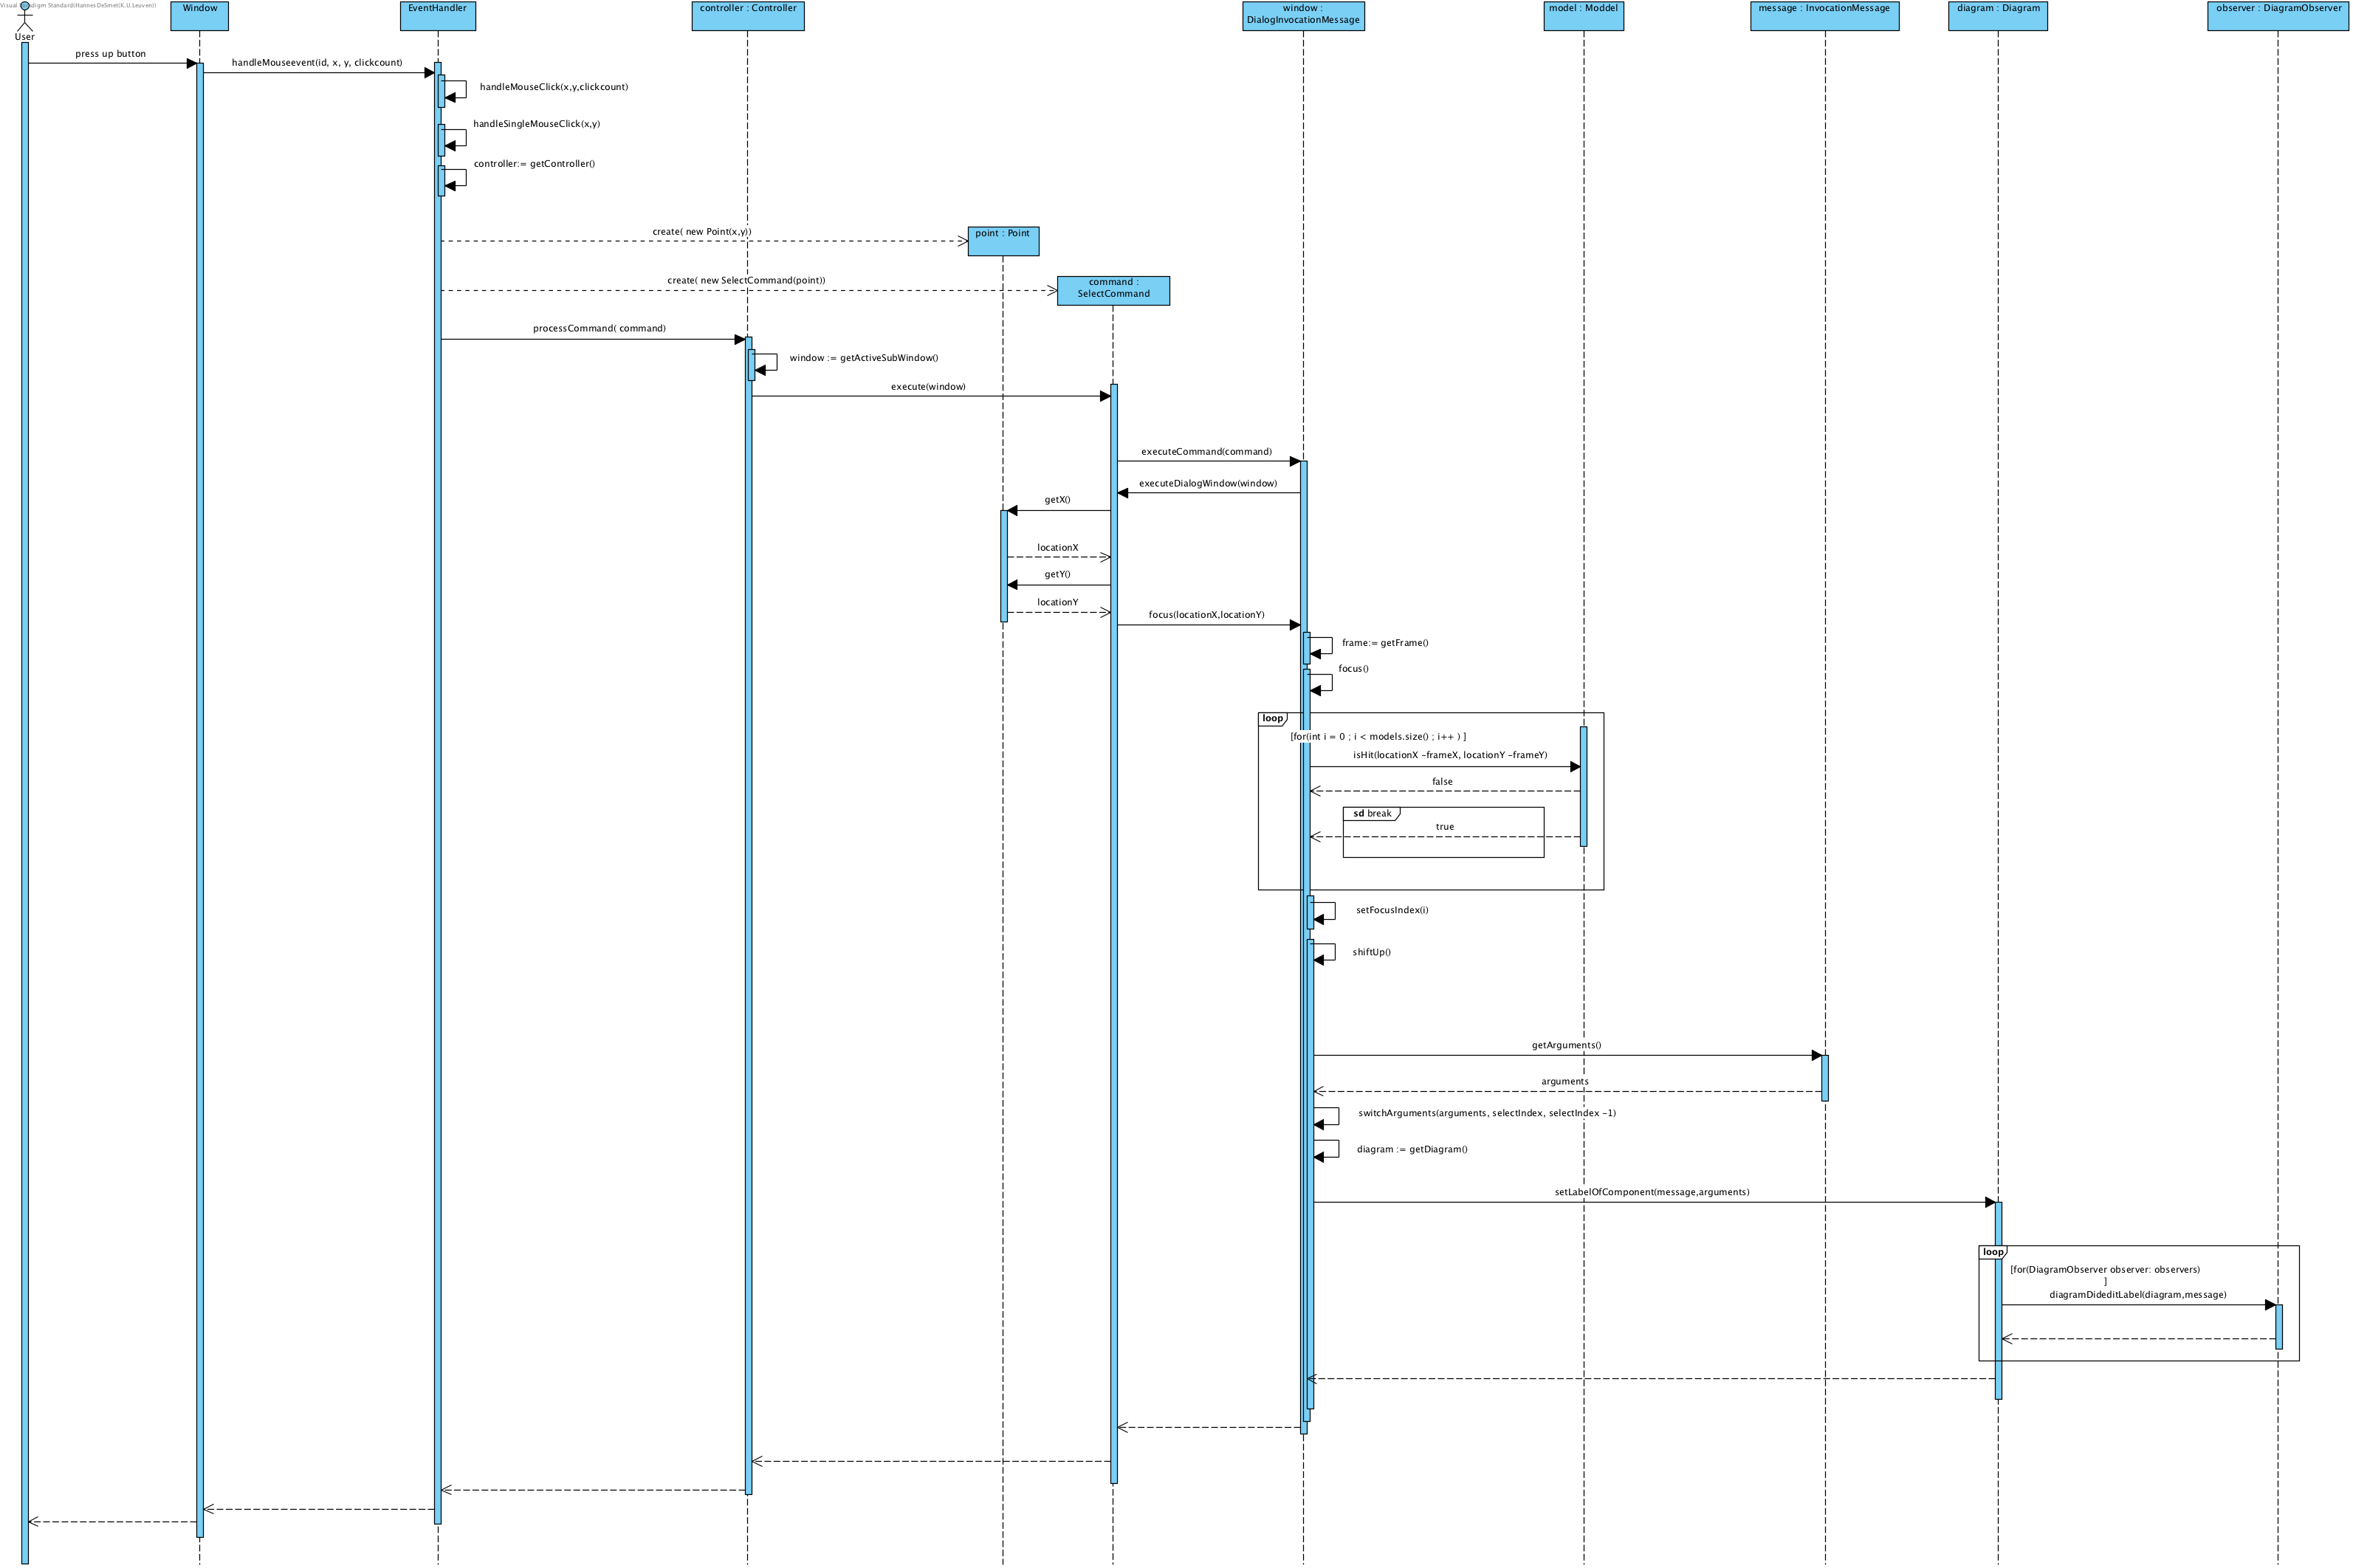 Visual Paradigm Standard(Hannes DeSmet(K.U.Leuven))
User
Window
EventHandler
controller : Controller
window :
DialogInvocationMessage
model : Moddel
message : InvocationMessage
diagram : Diagram
observer : DiagramObserver
press up button
handleMouseevent(id, x, y, clickcount)
handleMouseClick(x,y,clickcount)
handleSingleMouseClick(x,y)
controller:= getController()
create( new Point(x,y))
point : Point
create( new SelectCommand(point))
command :
SelectCommand
processCommand( command)
window := getActiveSubWindow()
execute(window)
executeCommand(command)
executeDialogWindow(window)
getX()
locationX
getY()
locationY
focus(locationX,locationY)
frame:= getFrame()
focus()
loop
[for(int i = 0 ; i < models.size() ; i++ ) ]
isHit(locationX -frameX, locationY -frameY)
false
sd break
true
setFocusIndex(i)
shiftUp()
getArguments()
arguments
switchArguments(arguments, selectIndex, selectIndex -1)
diagram := getDiagram()
setLabelOfComponent(message,arguments)
loop
[for(DiagramObserver observer: observers)
]
diagramDideditLabel(diagram,message)